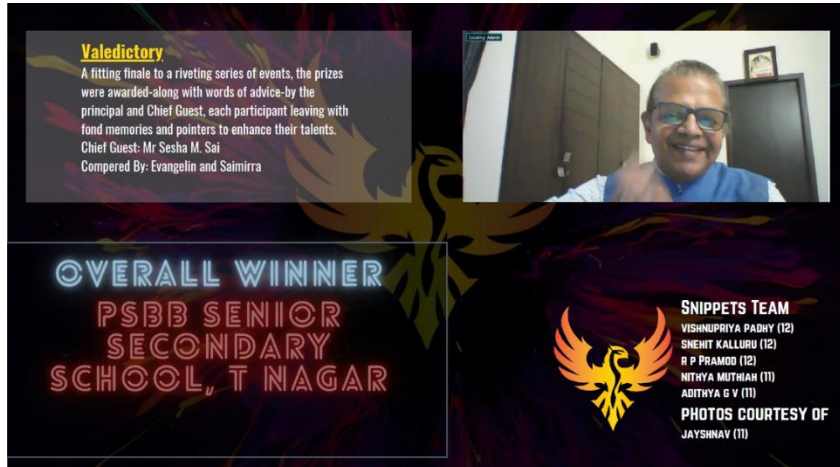 Valedictory
A fitting finale to a riveting series of events, the prizes
were awarded-along with words of advice-by the
principal and Chief Guest, each participant leaving with
fond memories and pointers to enhance their talents.
Chief Guest: Mr Sesha M. Sai
Compered By: Evangelin and Saimirra
OVERALL WINNER
PSBB SENIOR
SECONDARY
SCHOOL, T NAGAR
SNIPPETS TEAM
VISHNUPRIYA PADHY (12)
SNEHIT KALLURU (12)
R P PRAMOD (12)
NITHYA MUTHIAH (11)
ADITHYA G V (11)
PHOTOS COURTESY OF
JAYSHNAV (11)